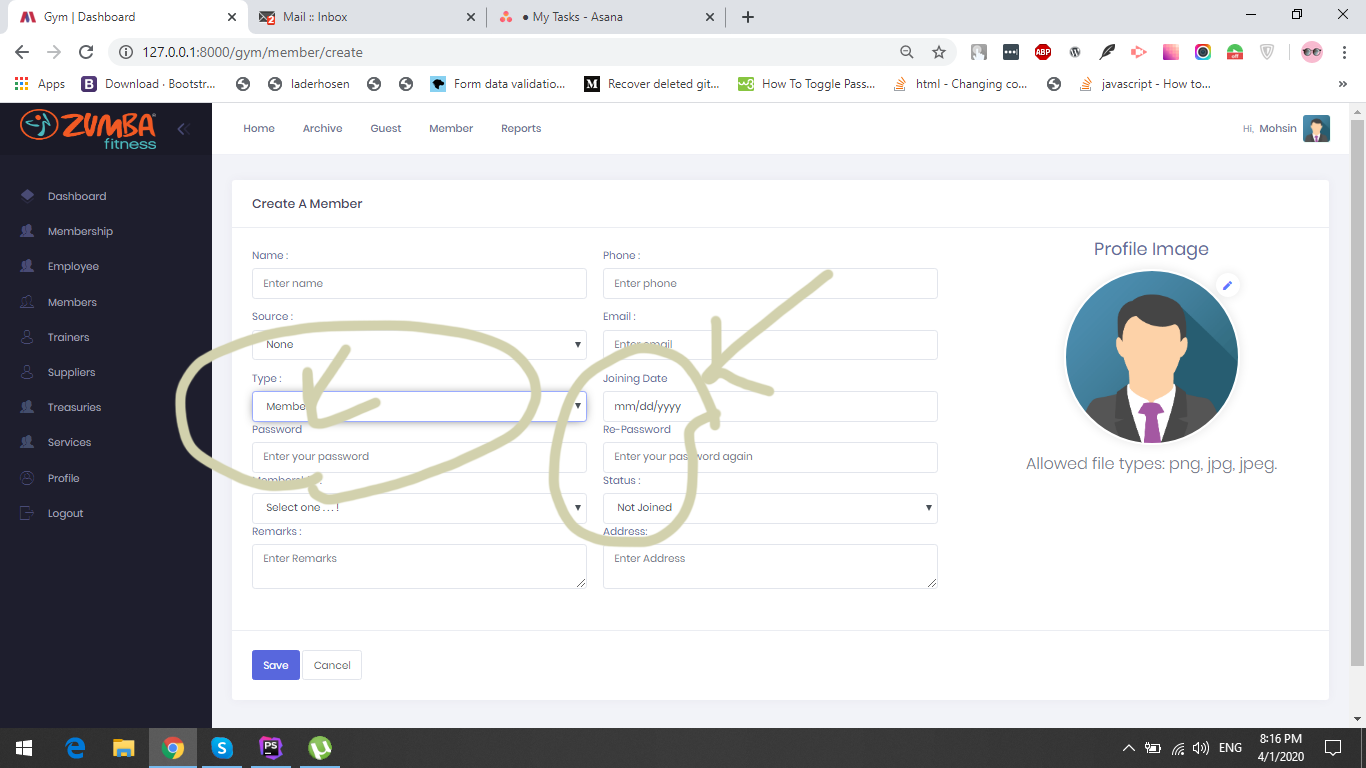 Gym | Dashboard
Mail :: Inbox
● My Tasks - Asana
127.0.0.1:8000/gym/member/create
Apps
Download · Bootstr...
laderhosen
Form data validatio...
Recover deleted git...
How To Toggle Pass...
html - Changing co...
javascript - How to...
ZUMBA
fitness
Home
Archive
Guest
Member
Reports
Hi, Mohsin
Dashboard
Membership
Employee
Members
Trainers
Suppliers
Treasuries
Services
Profile
Logout
Create A Member
Name :
Phone :
Enter name
Enter phone
Source :
Email :
None
Enter email
Type :
Joining Date
Member
mm/dd/yyyy
Password
Re-Password
Enter your password
Enter your password again
Status :
Select one . . . !
Not Joined
Remarks :
Address:
Enter Remarks
Enter Address
Save
Cancel
Profile Image
Allowed file types: png, jpg, jpeg.
ENG
8:16 PM
4/1/2020